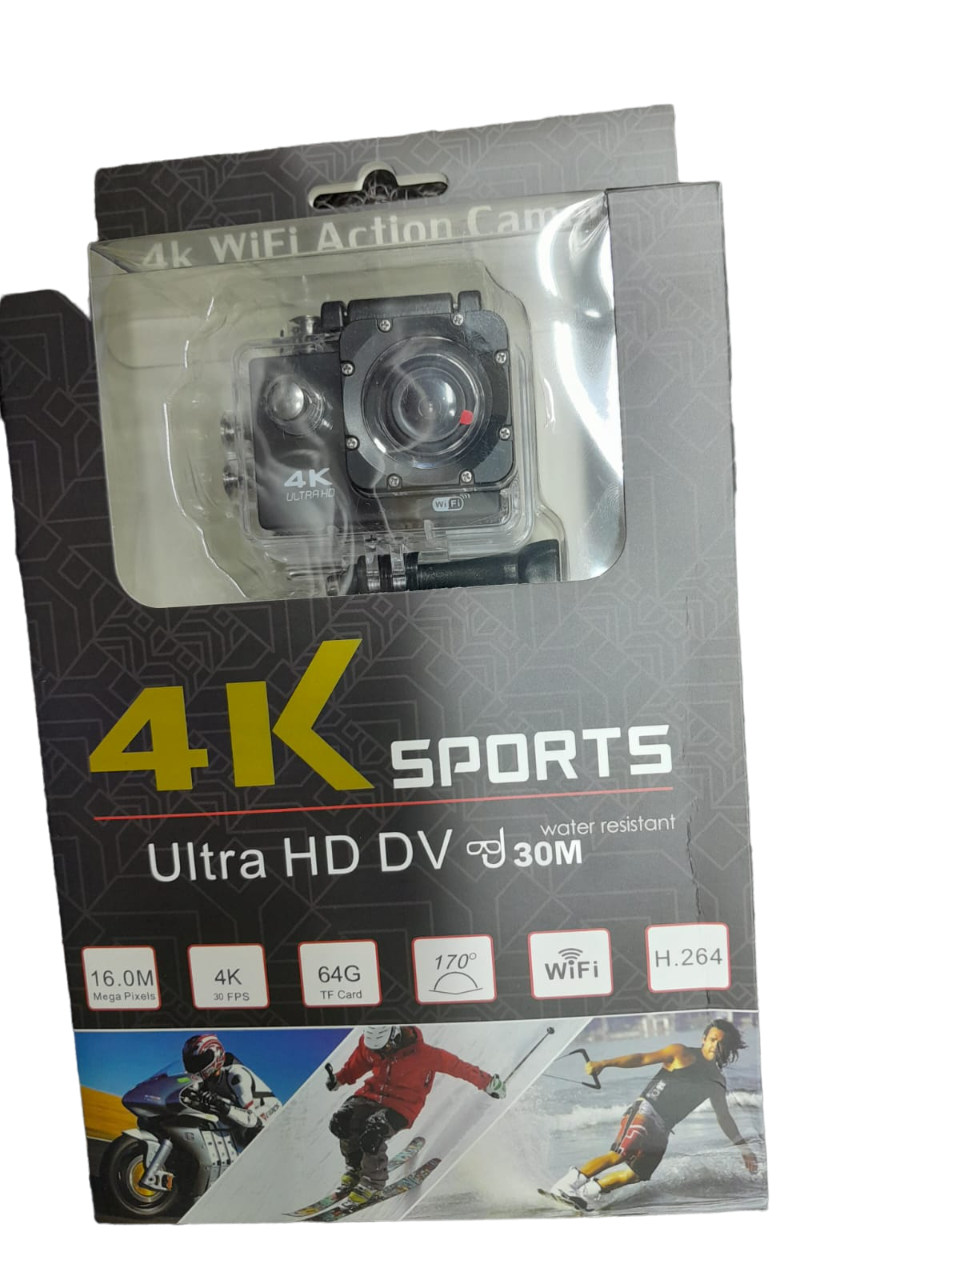 4k WiFi Action Cam
4K
ULTRA HD
WiFi
4K SPORTS
Ultra HD DV
water resistant
30M
16.0M
Mega Pixels
4K
30 FPS
64G
TF Card
170°
WiFi
H.264